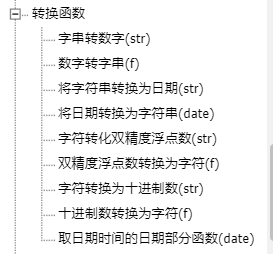 转换函数
字串转数字(str)
数字转字串(f)
将字符串转换为日期(str)
将日期转换为字符串(date)
字符转化双精度浮点数(str)
双精度浮点数转换为字符(f)
字符转换为十进制数(str)
十进制数转换为字符(f)
取日期时间的日期部分函数(date)